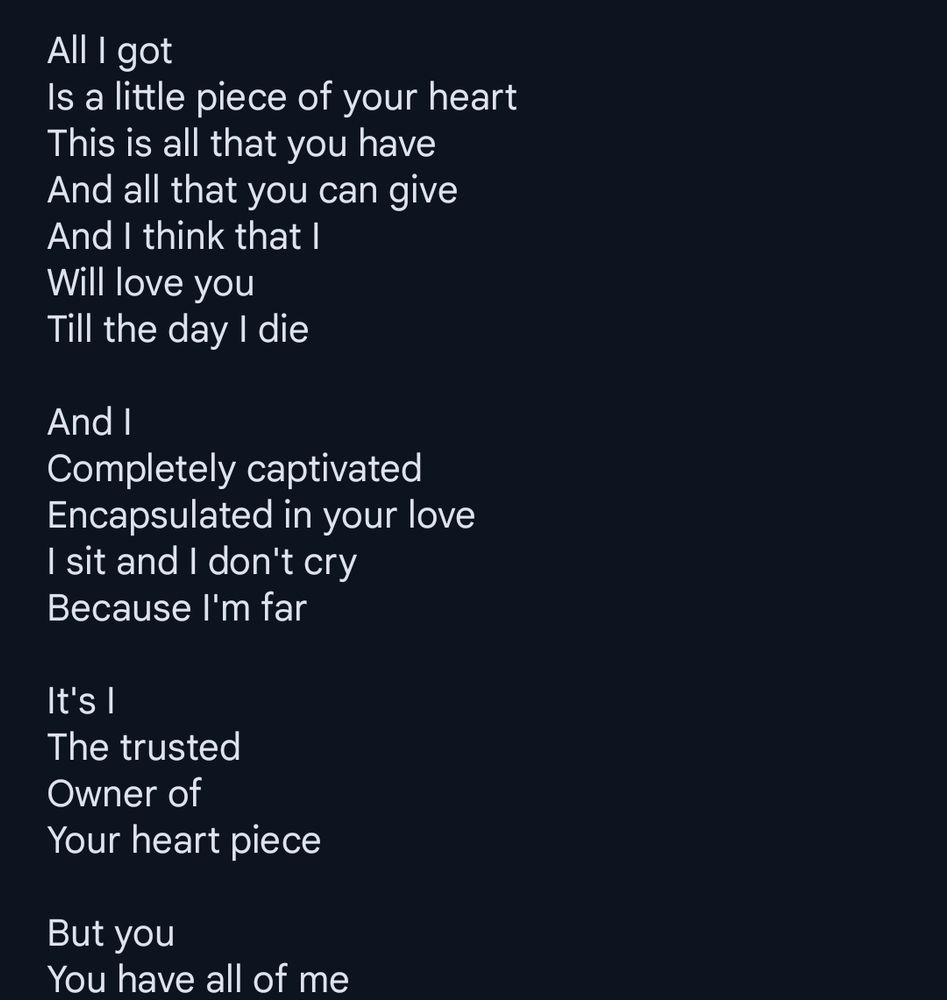 All I got
Is a little piece of your heart
This is all that you have
And all that you can give
And I think that I
Will love you
Till the day I die

And I
Completely captivated
Encapsulated in your love
I sit and I don't cry
Because I'm far

It's I
The trusted
Owner of
Your heart piece

But you
You have all of me